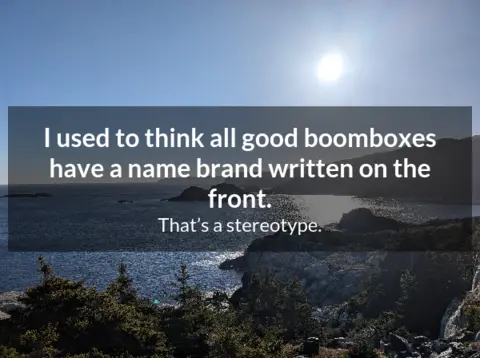 I used to think all good boomboxes
have a name brand written on the
front.
That’s a stereotype.